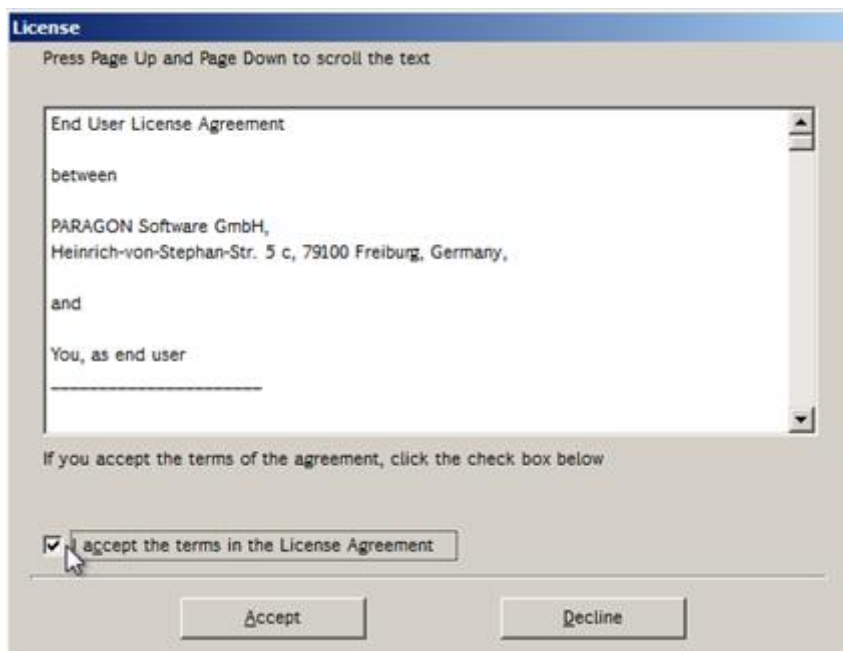 License
Press Page Up and Page Down to scroll the text
End User License Agreement
between
PARAGON Software GmbH,
Heinrich-von-Stephan-Str. 5 c, 79100 Freiburg, Germany,
and
You, as end user
______________________
If you accept the terms of the agreement, click the check box below
I accept the terms in the License Agreement
Accept
Decline